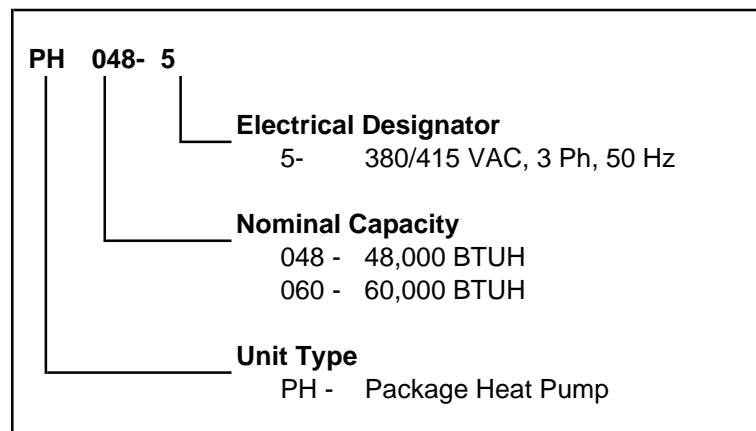 PH 048- 5
Electrical Designator
5- 380/415 VAC, 3 Ph, 50 Hz
Nominal Capacity
048 - 48,000 BTUH
060 - 60,000 BTUH
Unit Type
PH - Package Heat Pump